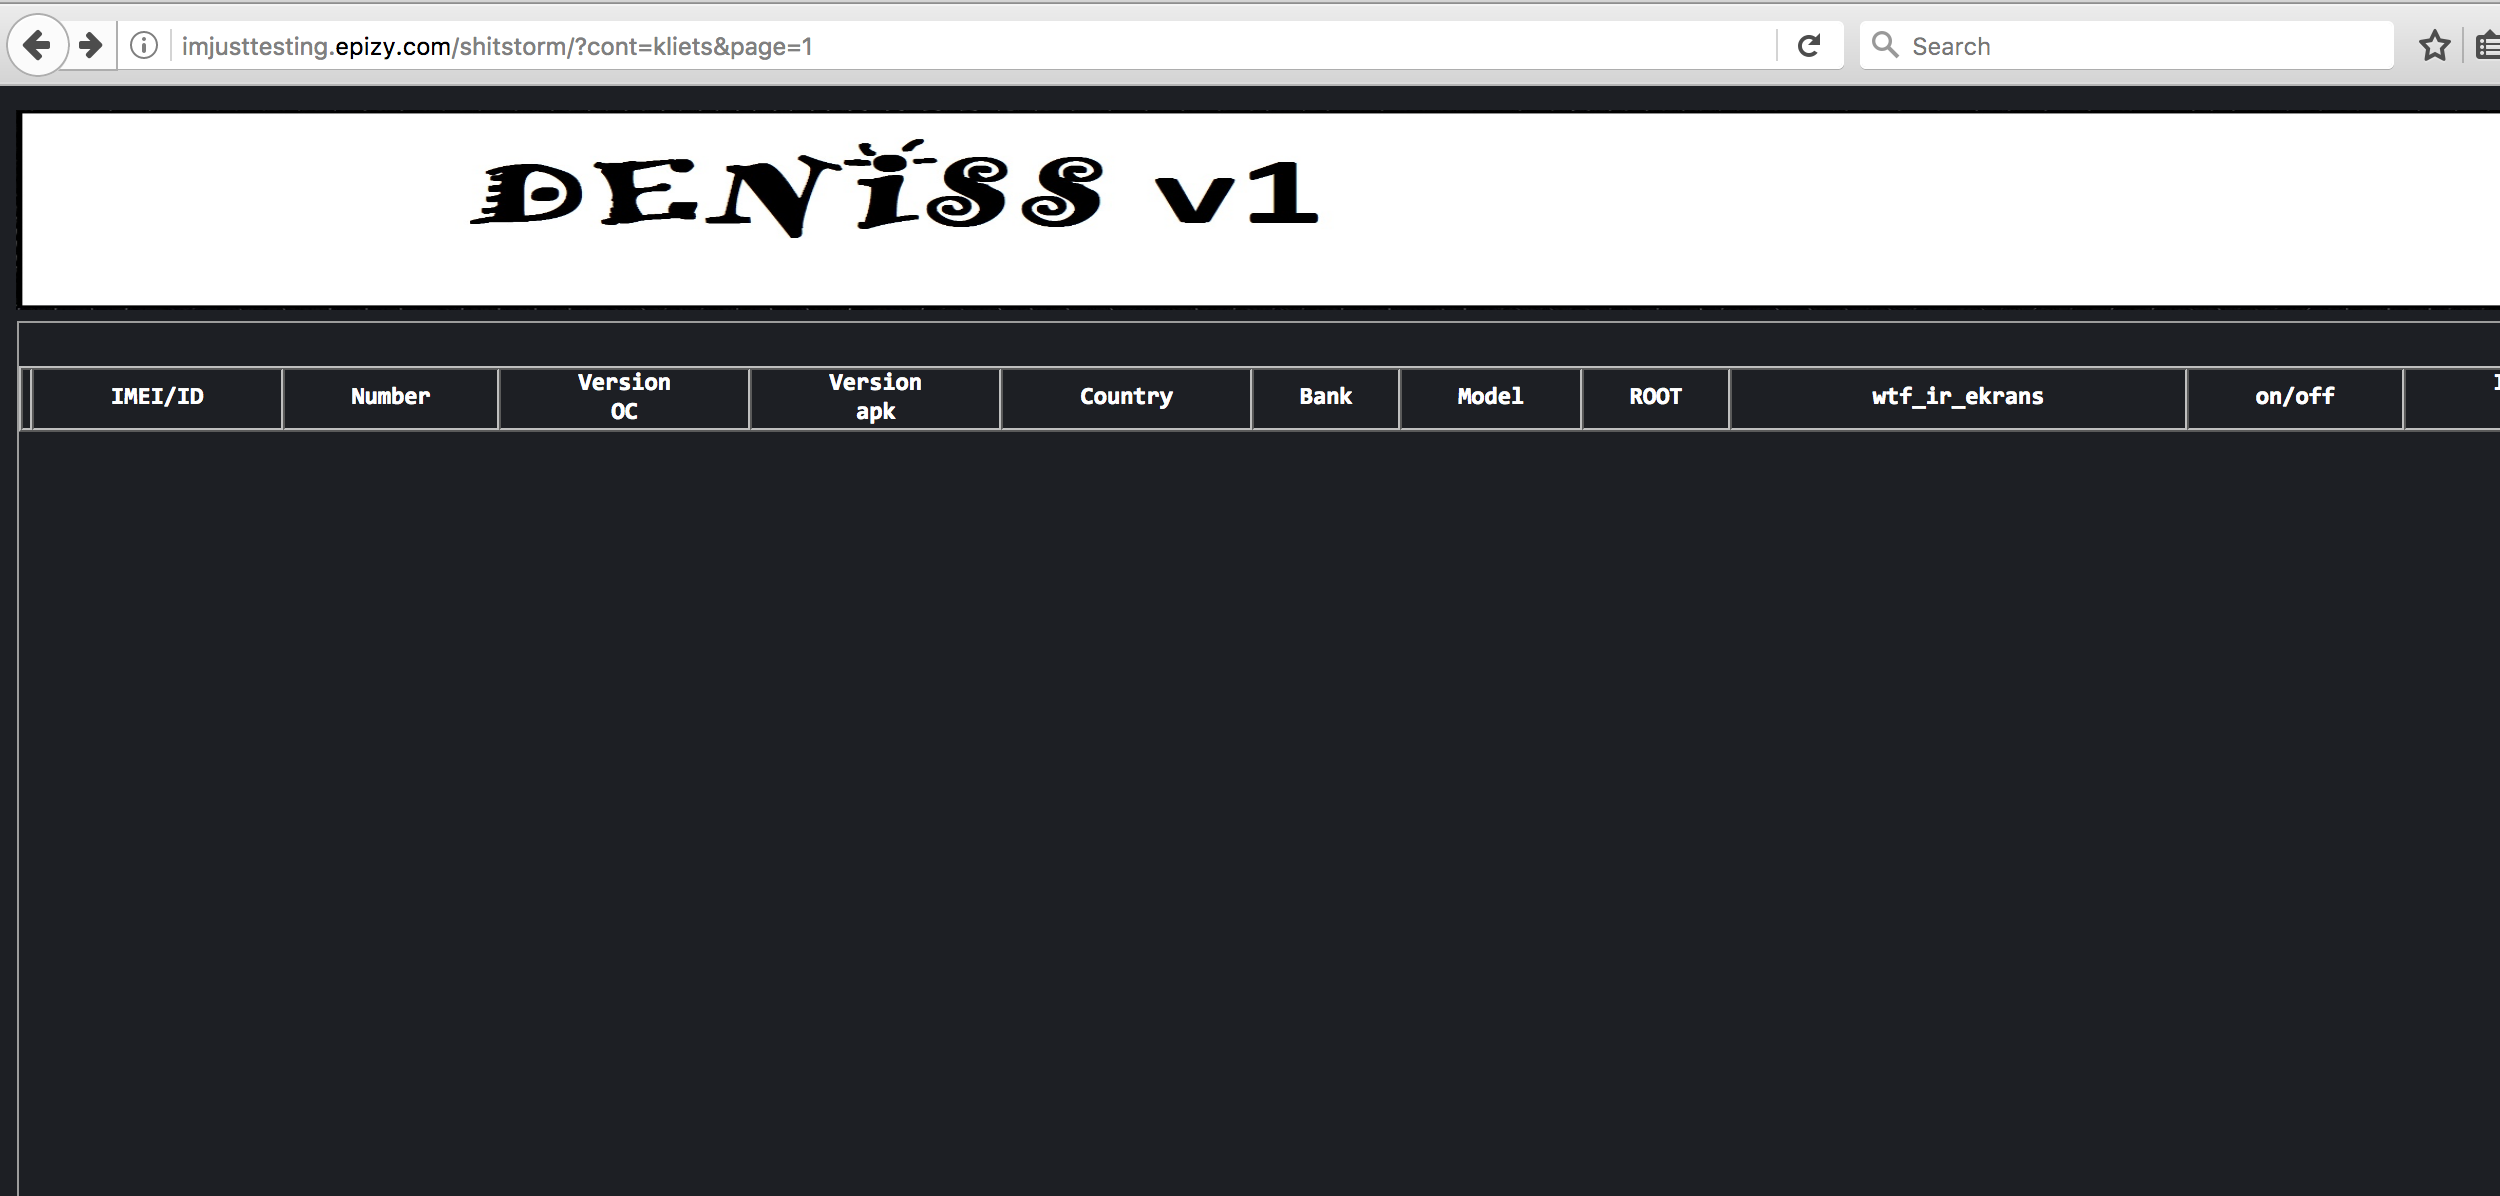 imjusttesting.epizy.com/shitstorm/?cont=kliets&page=1
Search
DENiSS v1
IMEI/ID
Number
Version
OC
Version
apk
Country
Bank
Model
ROOT
wtf_ir_ekrans
on/off